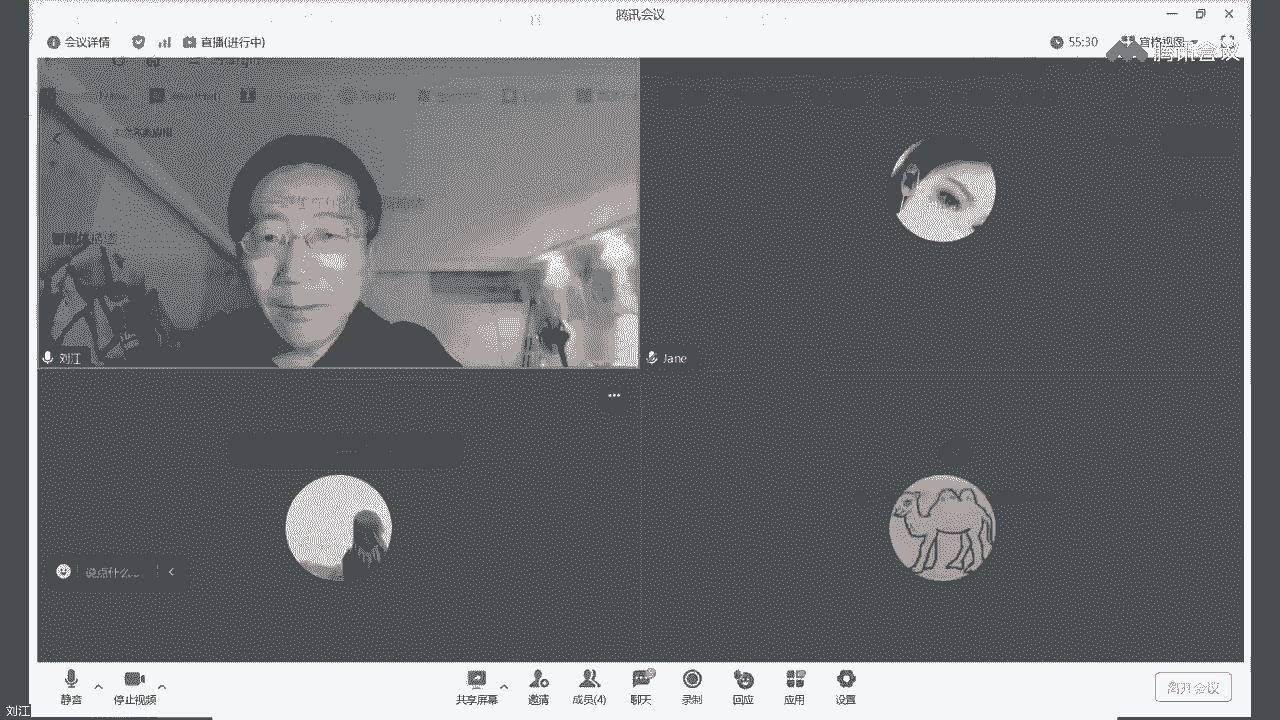 腾讯会议
会议详情
直播(进行中)
55:30
宫格视图
腾讯会议
刘江
Jane
说点什么...
静音
停止视频
共享屏幕
邀请
成员(4)
聊天
录制
回应
应用
设置
离开会议
刘江